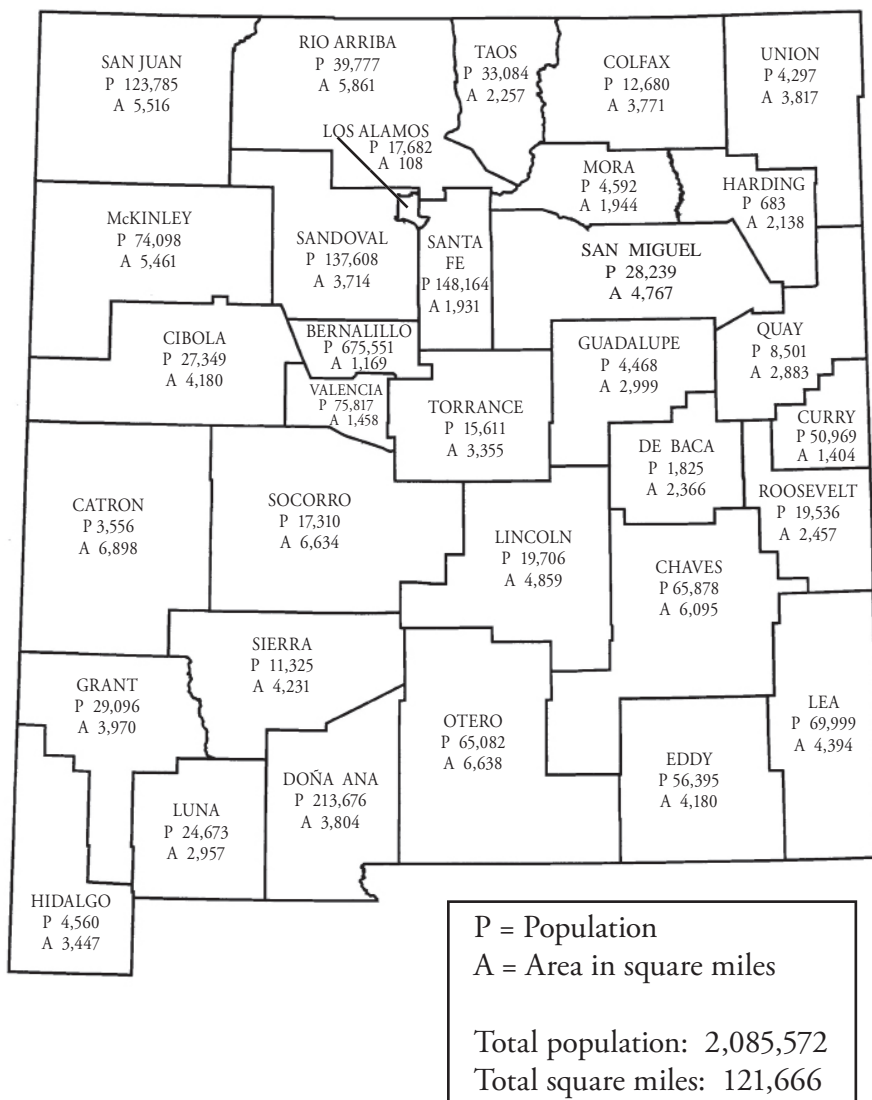 SAN JUAN
P 123,785
A 5,516
RIO ARRIBA
P 39,777
A 5,861
TAOS
P 33,084
A 2,257
COLFAX
P 12,680
A 3,771
UNION
P 4,297
A 3,817
LOS ALAMOS
P 17,682
A 108
MORA
P 4,592
A 1,944
HARDING
P 683
A 2,138
McKINLEY
P 74,098
A 5,461
SANDOVAL
P 137,608
A 3,714
SANTA
FE
P 148,164
A 1,931
SAN MIGUEL
P 28,239
A 4,767
CIBOLA
P 27,349
A 4,180
BERNALILLO
P 675,551
A 1,169
VALENCIA
P 75,817
A 1,458
TORRANCE
P 15,611
A 3,355
GUADALUPE
P 4,468
A 2,999
QUAY
P 8,501
A 2,883
CURRY
P 50,969
A 1,404
DE BACA
P 1,825
A 2,366
ROOSEVELT
P 19,536
A 2,457
CATRON
P 3,556
A 6,898
SOCORRO
P 17,310
A 6,634
LINCOLN
P 19,706
A 4,859
CHAVES
P 65,878
A 6,095
SIERRA
P 11,325
A 4,231
GRANT
P 29,096
A 3,970
OTERO
P 65,082
A 6,638
LEA
P 69,999
A 4,394
EDDY
P 56,395
A 4,180
DOÑA ANA
P 213,676
A 3,804
LUNA
P 24,673
A 2,957
HIDALGO
P 4,560
A 3,447
P = Population
A = Area in square miles
Total population: 2,085,572
Total square miles: 121,666